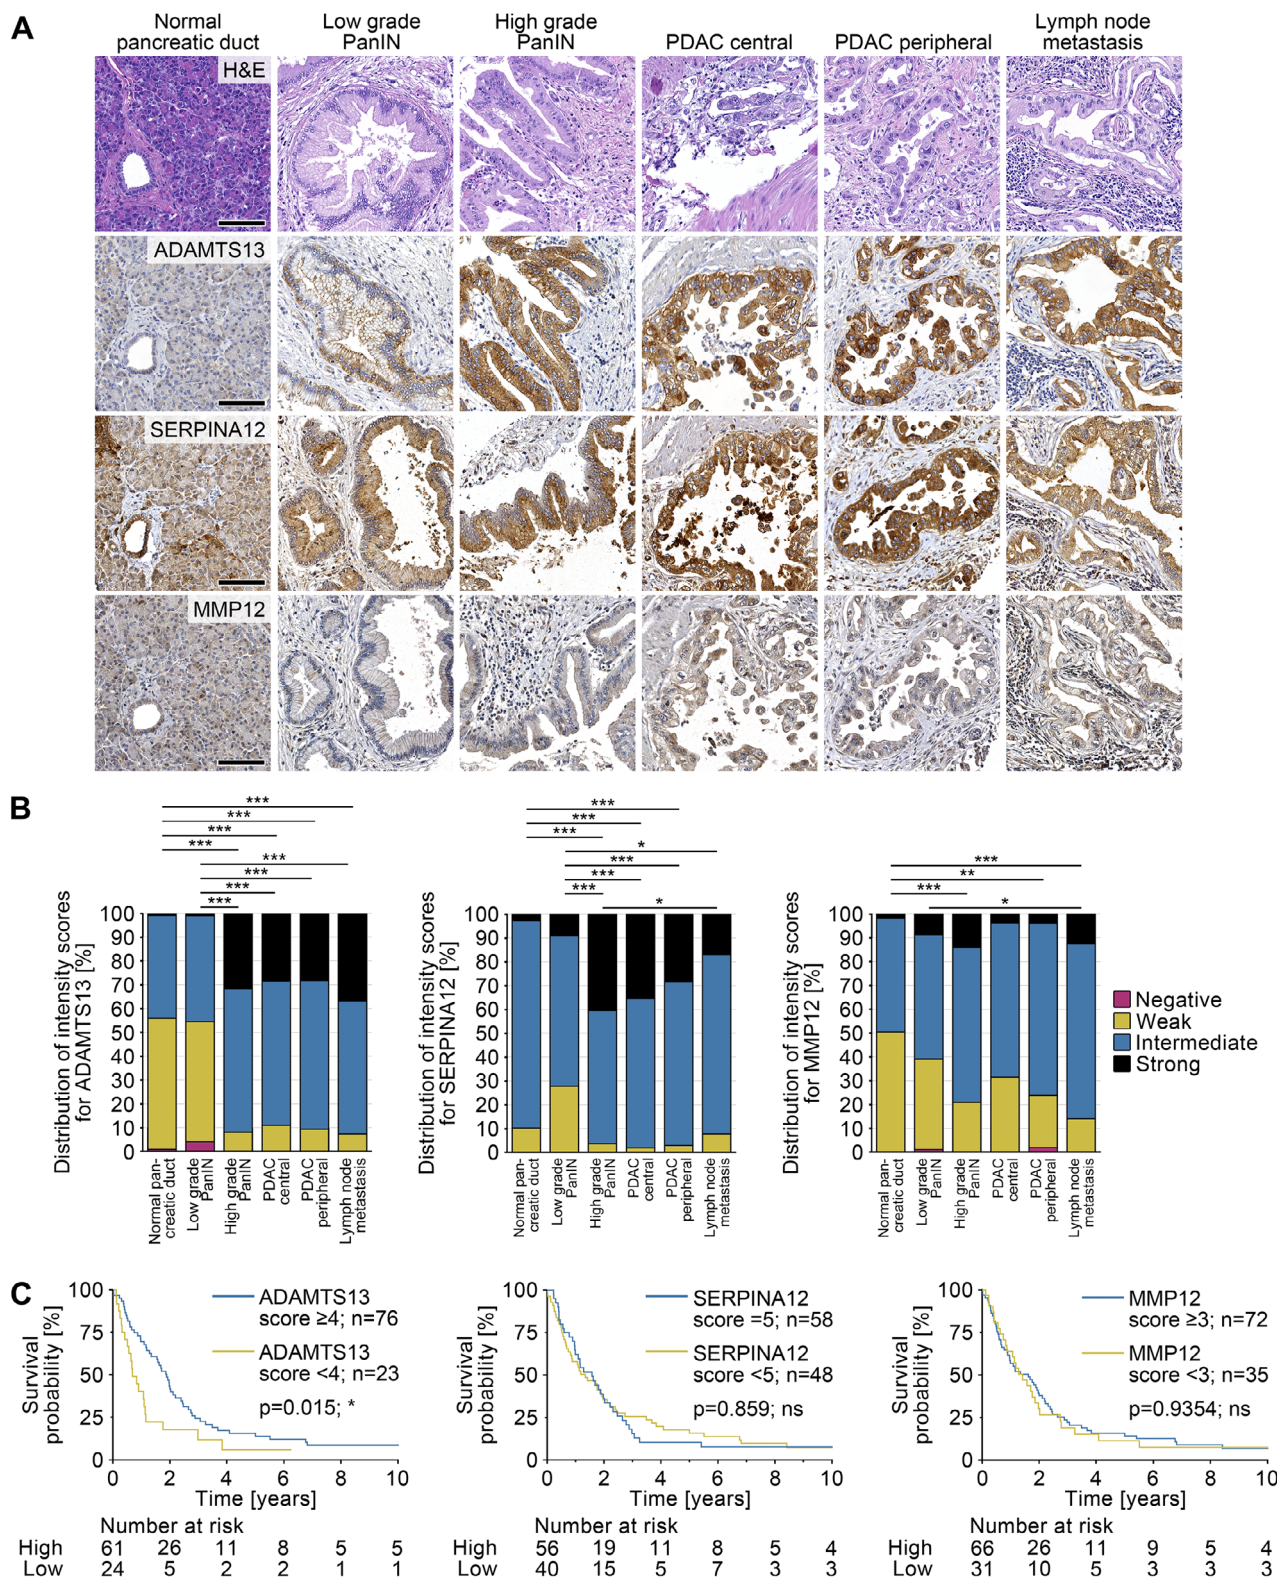 A
Normal
pancreatic duct
Low grade
PanIN
High grade
PanIN
PDAC central
PDAC peripheral
Lymph node
metastasis
H&E
ADAMTS13
SERPINA12
MMP12
B
Distribution of intensity scores
for ADAMTS13 [%]
100
90
80
70
60
50
40
30
20
10
0
***
***
***
***
***
***
***
***
Normal pan-
creatic duct
Low grade
PanIN
High grade
PanIN
PDAC
central
PDAC
peripheral
Lymph node
metastasis
Distribution of intensity scores
for SERPINA12 [%]
100
90
80
70
60
50
40
30
20
10
0
***
***
***
*
***
***
***
*
Normal pan-
creatic duct
Low grade
PanIN
High grade
PanIN
PDAC
central
PDAC
peripheral
Lymph node
metastasis
Distribution of intensity scores
for MMP12 [%]
100
90
80
70
60
50
40
30
20
10
0
***
**
***
*
Normal pan-
creatic duct
Low grade
PanIN
High grade
PanIN
PDAC
central
PDAC
peripheral
Lymph node
metastasis
Negative
Weak
Intermediate
Strong
C
Survival
probability [%]
100
75
50
25
0
ADAMTS13
score ≥4; n=76
ADAMTS13
score <4; n=23
p=0.015; *
0 2 4 6 8 10
Time [years]
Number at risk
High 61 26 11 8 5 5
Low 24 5 2 2 1 1
Survival
probability [%]
100
75
50
25
0
SERPINA12
score =5; n=58
SERPINA12
score <5; n=48
p=0.859; ns
0 2 4 6 8 10
Time [years]
Number at risk
High 56 19 11 8 5 4
Low 40 15 5 7 3 3
Survival
probability [%]
100
75
50
25
0
MMP12
score ≥3; n=72
MMP12
score <3; n=35
p=0.9354; ns
0 2 4 6 8 10
Time [years]
Number at risk
High 66 26 11 9 5 4
Low 31 10 5 3 3 3